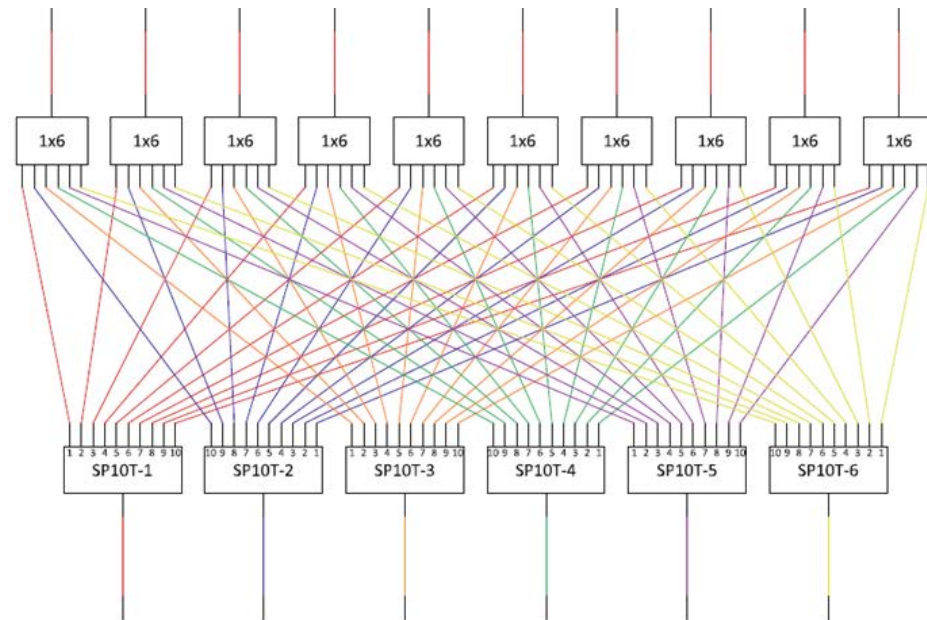 1x6 1x6 1x6 1x6 1x6 1x6 1x6 1x6 1x6 1x6
1 2 3 4 5 6 7 8 9 10 10 9 8 7 6 5 4 3 2 1 1 2 3 4 5 6 7 8 9 10 10 9 8 7 6 5 4 3 2 1 1 2 3 4 5 6 7 8 9 10 10 9 8 7 6 5 4 3 2 1
SP10T-1 SP10T-2 SP10T-3 SP10T-4 SP10T-5 SP10T-6